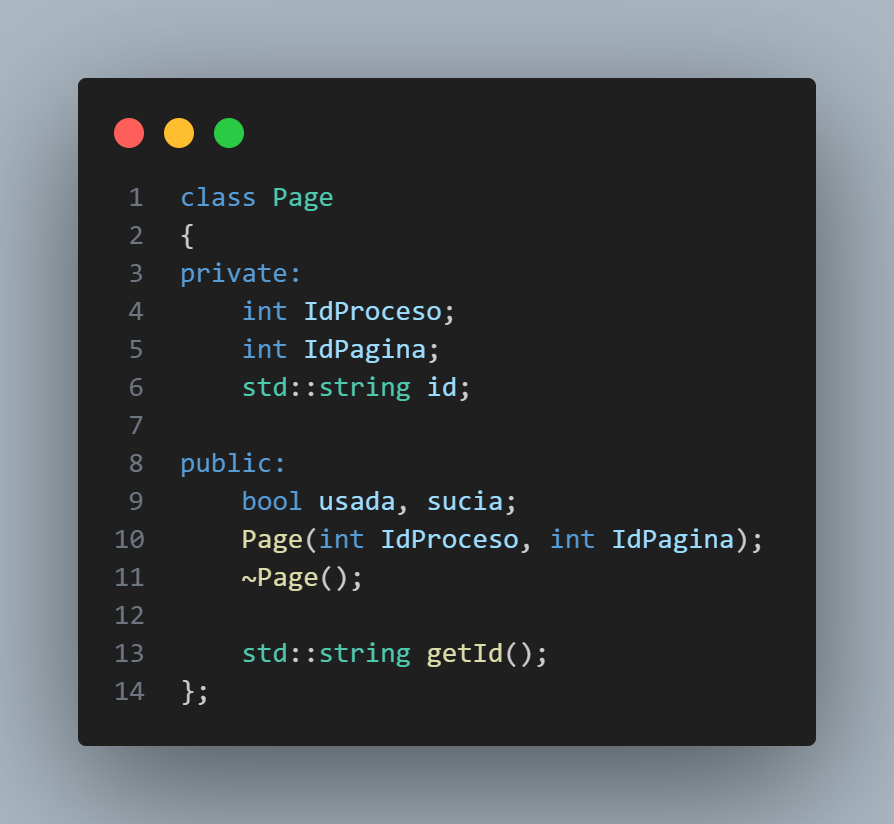 1 class Page
2 {
3 private:
4     int IdProceso;
5     int IdPagina;
6     std::string id;
7
8 public:
9     bool usada, sucia;
10     Page(int IdProceso, int IdPagina);
11     ~Page();
12
13     std::string getId();
14 };